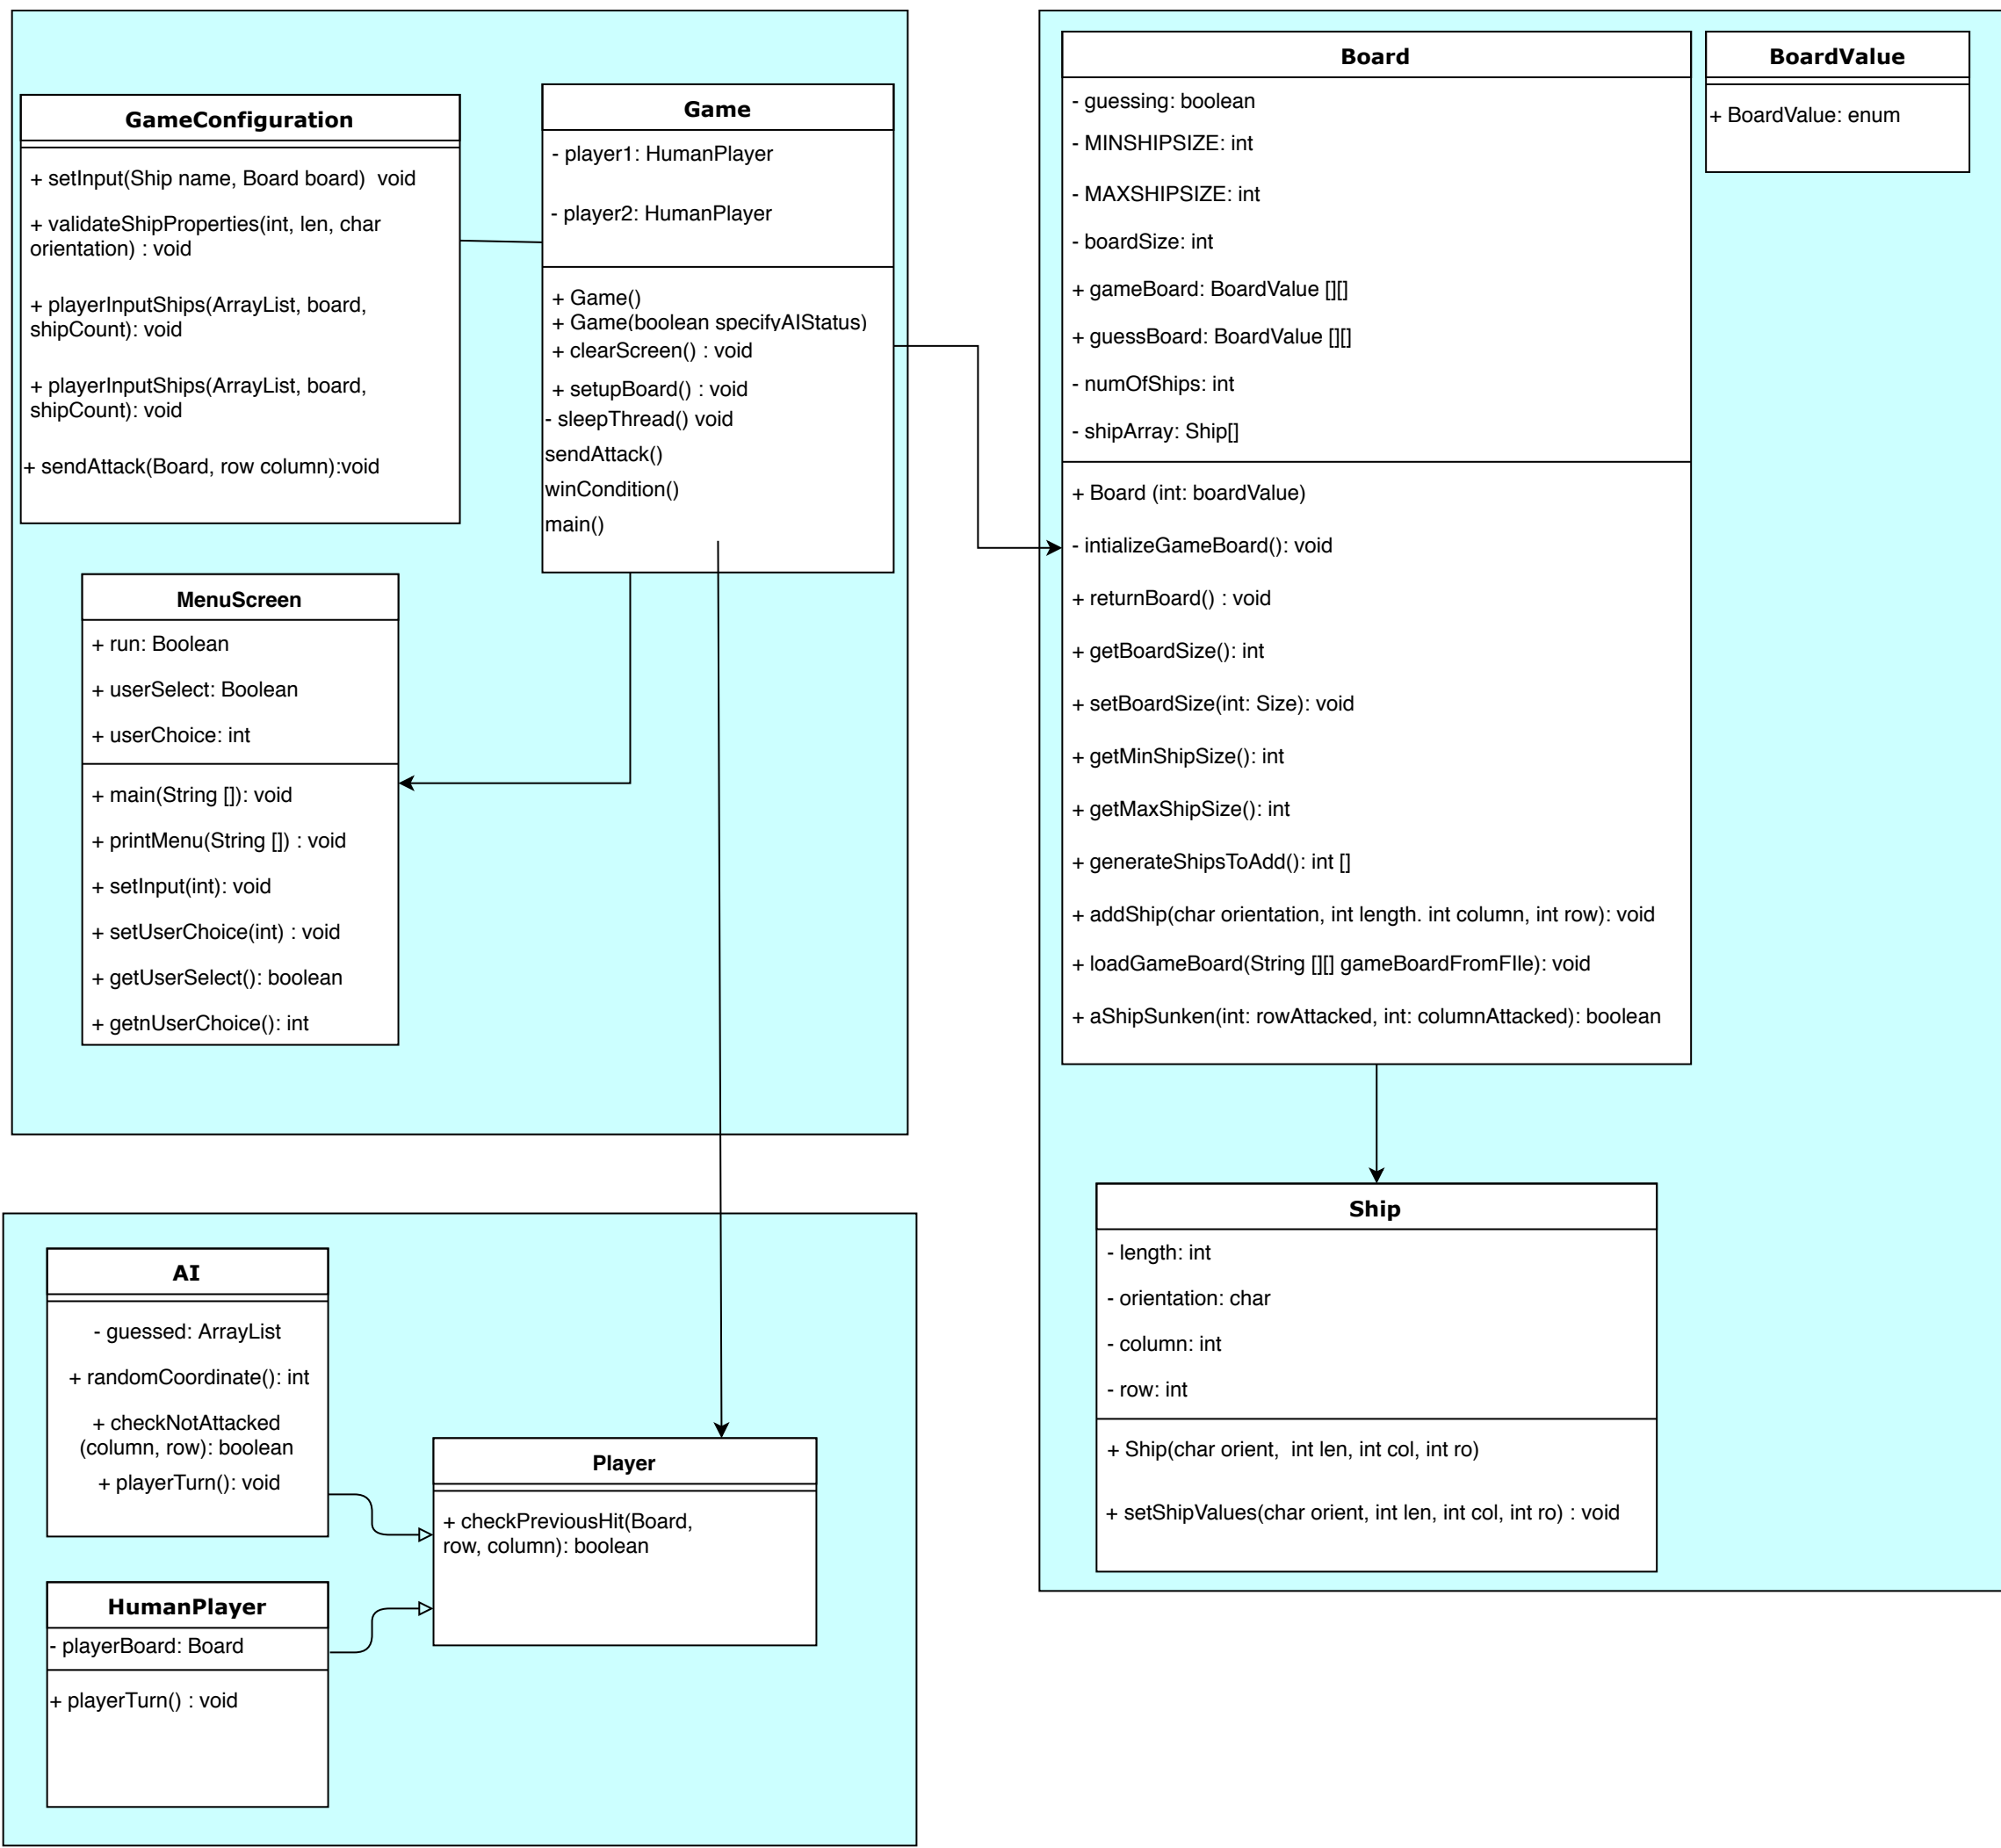 GameConfiguration
+ setInput(Ship name, Board board)  void
+ validateShipProperties(int, len, char
orientation) : void
+ playerInputShips(ArrayList, board,
shipCount): void
+ playerInputShips(ArrayList, board,
shipCount): void
+ sendAttack(Board, row column):void
Game
- player1: HumanPlayer
- player2: HumanPlayer
+ Game()
+ Game(boolean specifyAIStatus)
+ clearScreen() : void
+ setupBoard() : void
- sleepThread() void
sendAttack()
winCondition()
main()
MenuScreen
+ run: Boolean
+ userSelect: Boolean
+ userChoice: int
+ main(String []): void
+ printMenu(String []) : void
+ setInput(int): void
+ setUserChoice(int) : void
+ getUserSelect(): boolean
+ getnUserChoice(): int
Board
- guessing: boolean
- MINSHIPSIZE: int
- MAXSHIPSIZE: int
- boardSize: int
+ gameBoard: BoardValue [][]
+ guessBoard: BoardValue [][]
- numOfShips: int
- shipArray: Ship[]
+ Board (int: boardValue)
- intializeGameBoard(): void
+ returnBoard() : void
+ getBoardSize(): int
+ setBoardSize(int: Size): void
+ getMinShipSize(): int
+ getMaxShipSize(): int
+ generateShipsToAdd(): int []
+ addShip(char orientation, int length. int column, int row): void
+ loadGameBoard(String [][] gameBoardFromFIle): void
+ aShipSunken(int: rowAttacked, int: columnAttacked): boolean
BoardValue
+ BoardValue: enum
Ship
- length: int
- orientation: char
- column: int
- row: int
+ Ship(char orient,  int len, int col, int ro)
+ setShipValues(char orient, int len, int col, int ro) : void
AI
- guessed: ArrayList
+ randomCoordinate(): int
+ checkNotAttacked
(column, row): boolean
+ playerTurn(): void
Player
+ checkPreviousHit(Board,
row, column): boolean
HumanPlayer
- playerBoard: Board
+ playerTurn() : void